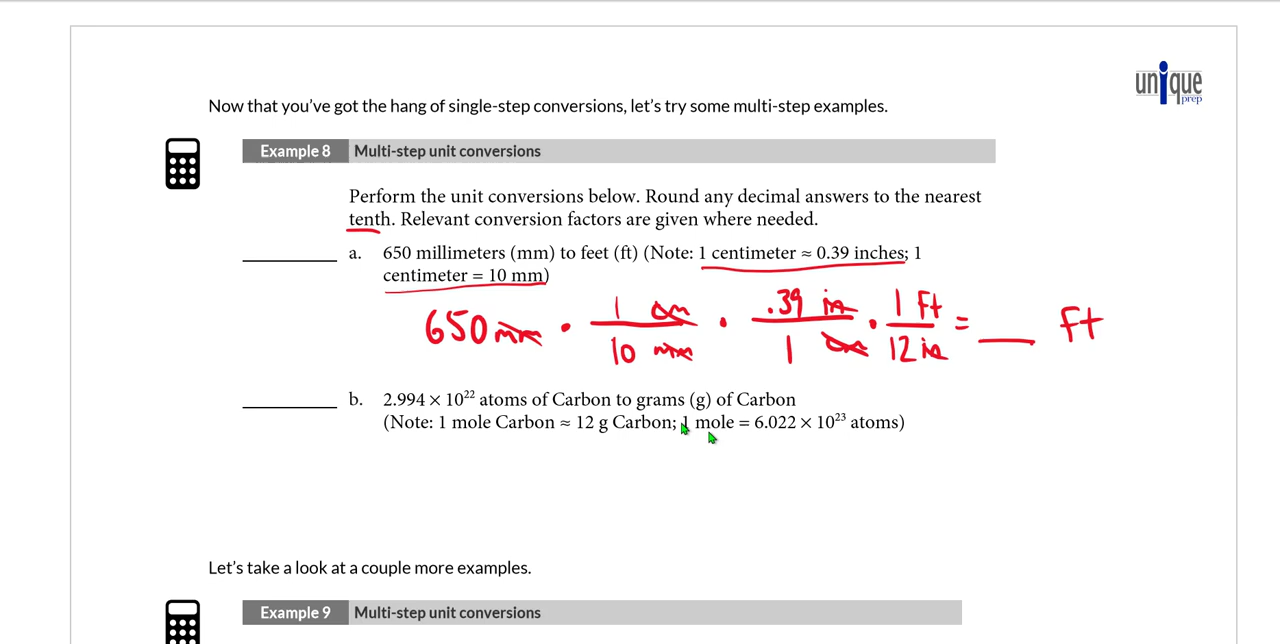 unique
prep
Now that you've got the hang of single-step conversions, let's try some multi-step examples.
Example 8 Multi-step unit conversions
Perform the unit conversions below. Round any decimal answers to the nearest
tenth. Relevant conversion factors are given where needed.
a. 650 millimeters (mm) to feet (ft) (Note: 1 centimeter ≈ 0.39 inches; 1
centimeter = 10 mm)
650 mm · 1 cm / 10 mm · .39 in / 1 cm · 1 Ft / 12 in = __ Ft
b. 2.994 × 10²² atoms of Carbon to grams (g) of Carbon
(Note: 1 mole Carbon ≈ 12 g Carbon; 1 mole = 6.022 × 10²³ atoms)
Let's take a look at a couple more examples.
Example 9 Multi-step unit conversions